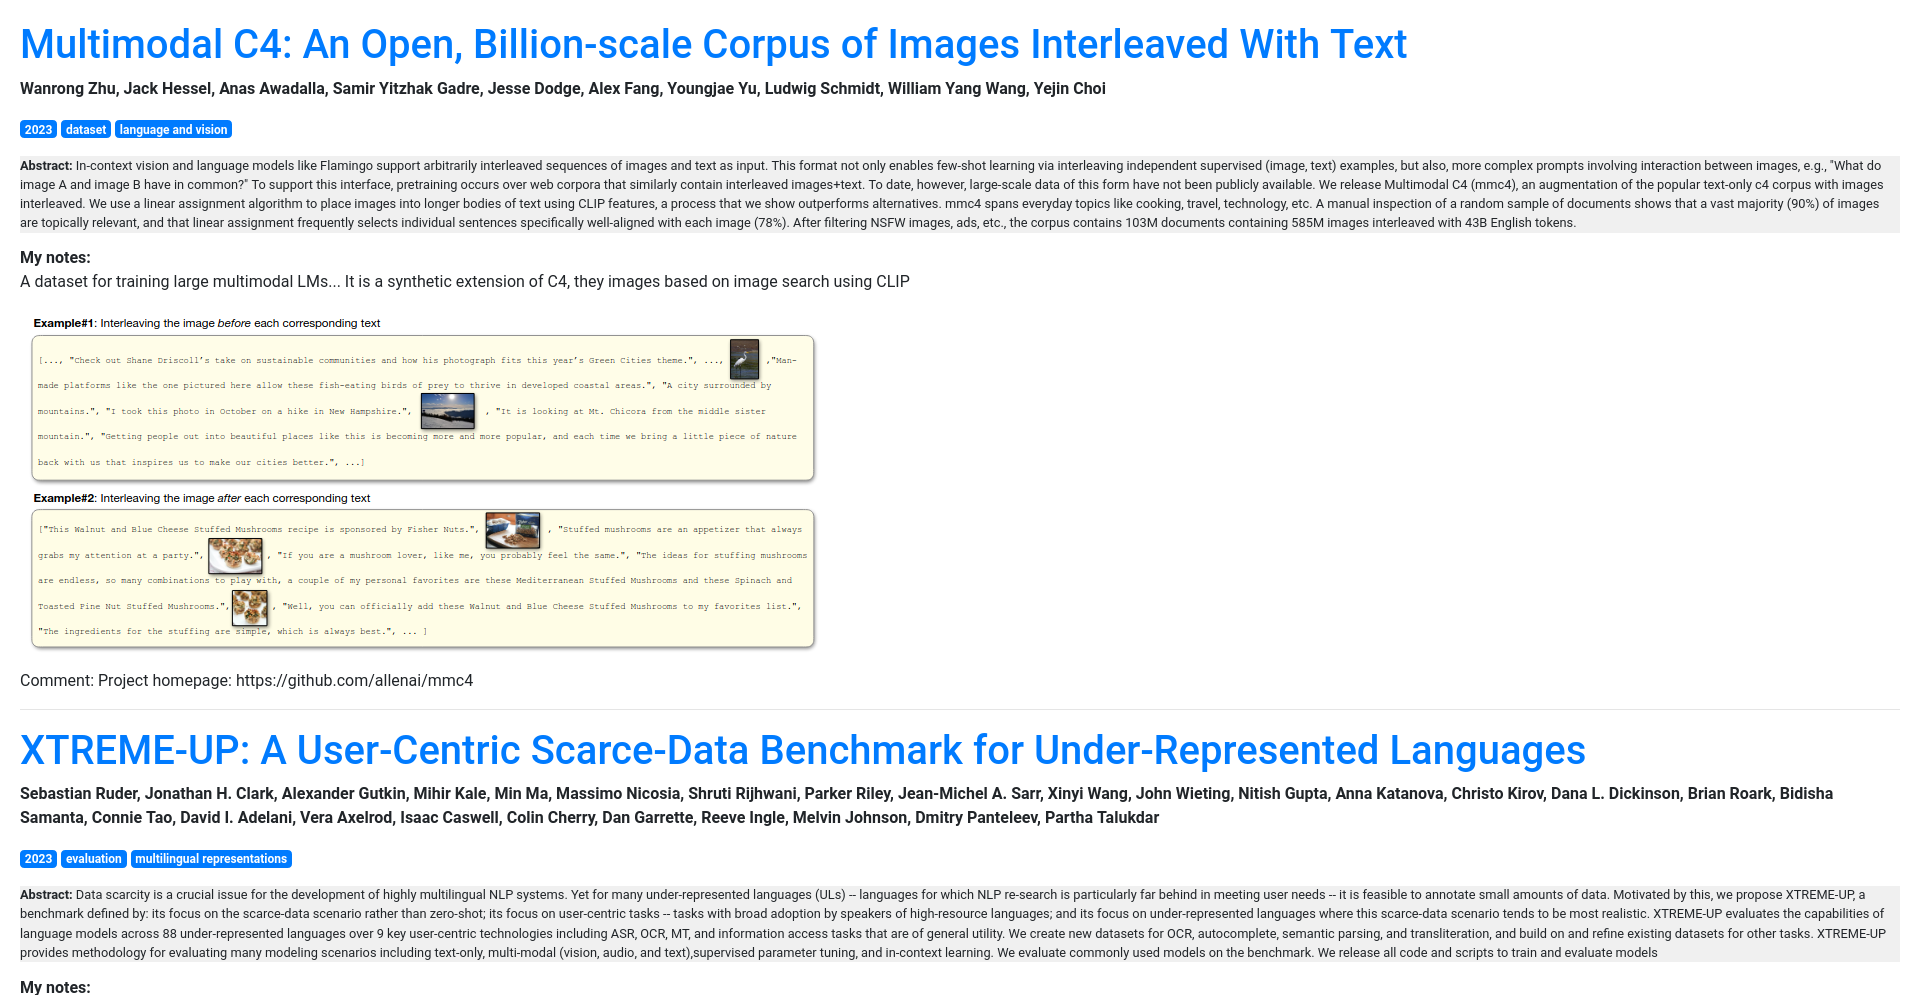 Multimodal C4: An Open, Billion-scale Corpus of Images Interleaved With Text
Wanrong Zhu, Jack Hessel, Anas Awadalla, Samir Yitzhak Gadre, Jesse Dodge, Alex Fang, Youngjae Yu, Ludwig Schmidt, William Yang Wang, Yejin Choi
2023 dataset language and vision
Abstract: In-context vision and language models like Flamingo support arbitrarily interleaved sequences of images and text as input. This format not only enables few-shot learning via interleaving independent supervised (image, text) examples, but also, more complex prompts involving interaction between images, e.g., "What do
image A and image B have in common?" To support this interface, pretraining occurs over web corpora that similarly contain interleaved images+text. To date, however, large-scale data of this form have not been publicly available. We release Multimodal C4 (mmc4), an augmentation of the popular text-only c4 corpus with images
interleaved. We use a linear assignment algorithm to place images into longer bodies of text using CLIP features, a process that we show outperforms alternatives. mmc4 spans everyday topics like cooking, travel, technology, etc. A manual inspection of a random sample of documents shows that a vast majority (90%) of images
are topically relevant, and that linear assignment frequently selects individual sentences specifically well-aligned with each image (78%). After filtering NSFW images, ads, etc., the corpus contains 103M documents containing 585M images interleaved with 43B English tokens.
My notes:
A dataset for training large multimodal LMs... It is a synthetic extension of C4, they images based on image search using CLIP
Example#1: Interleaving the image before each corresponding text
[..., "Check out Shane Driscoll's take on sustainable communities and how his photograph fits this year's Green Cities theme.", ..., ,"Man-
made platforms like the one pictured here allow these fish-eating birds of prey to thrive in developed coastal areas.", "A city surrounded by
mountains.", "I took this photo in October on a hike in New Hampshire.", , "It is looking at Mt. Chicora from the middle sister
mountain.", "Getting people out into beautiful places like this is becoming more and more popular, and each time we bring a little piece of nature
back with us that inspires us to make our cities better.", ...]
Example#2: Interleaving the image after each corresponding text
["This Walnut and Blue Cheese Stuffed Mushrooms recipe is sponsored by Fisher Nuts.", , "Stuffed mushrooms are an appetizer that always
grabs my attention at a party.", , "If you are a mushroom lover, like me, you probably feel the same.", "The ideas for stuffing mushrooms
are endless, so many combinations to play with, a couple of my personal favorites are these Mediterranean Stuffed Mushrooms and these Spinach and
Toasted Pine Nut Stuffed Mushrooms.", , "Well, you can officially add these Walnut and Blue Cheese Stuffed Mushrooms to my favorites list.",
"The ingredients for the stuffing are simple, which is always best.", ... ]
Comment: Project homepage: https://github.com/allenai/mmc4
XTREME-UP: A User-Centric Scarce-Data Benchmark for Under-Represented Languages
Sebastian Ruder, Jonathan H. Clark, Alexander Gutkin, Mihir Kale, Min Ma, Massimo Nicosia, Shruti Rijhwani, Parker Riley, Jean-Michel A. Sarr, Xinyi Wang, John Wieting, Nitish Gupta, Anna Katanova, Christo Kirov, Dana L. Dickinson, Brian Roark, Bidisha
Samanta, Connie Tao, David I. Adelani, Vera Axelrod, Isaac Caswell, Colin Cherry, Dan Garrette, Reeve Ingle, Melvin Johnson, Dmitry Panteleev, Partha Talukdar
2023 evaluation multilingual representations
Abstract: Data scarcity is a crucial issue for the development of highly multilingual NLP systems. Yet for many under-represented languages (ULs) -- languages for which NLP re-search is particularly far behind in meeting user needs -- it is feasible to annotate small amounts of data. Motivated by this, we propose XTREME-UP, a
benchmark defined by: its focus on the scarce-data scenario rather than zero-shot; its focus on user-centric tasks -- tasks with broad adoption by speakers of high-resource languages; and its focus on under-represented languages where this scarce-data scenario tends to be most realistic. XTREME-UP evaluates the capabilities of
language models across 88 under-represented languages over 9 key user-centric technologies including ASR, OCR, MT, and information access tasks that are of general utility. We create new datasets for OCR, autocomplete, semantic parsing, and transliteration, and build on and refine existing datasets for other tasks. XTREME-UP
provides methodology for evaluating many modeling scenarios including text-only, multi-modal (vision, audio, and text),supervised parameter tuning, and in-context learning. We evaluate commonly used models on the benchmark. We release all code and scripts to train and evaluate models
My notes: